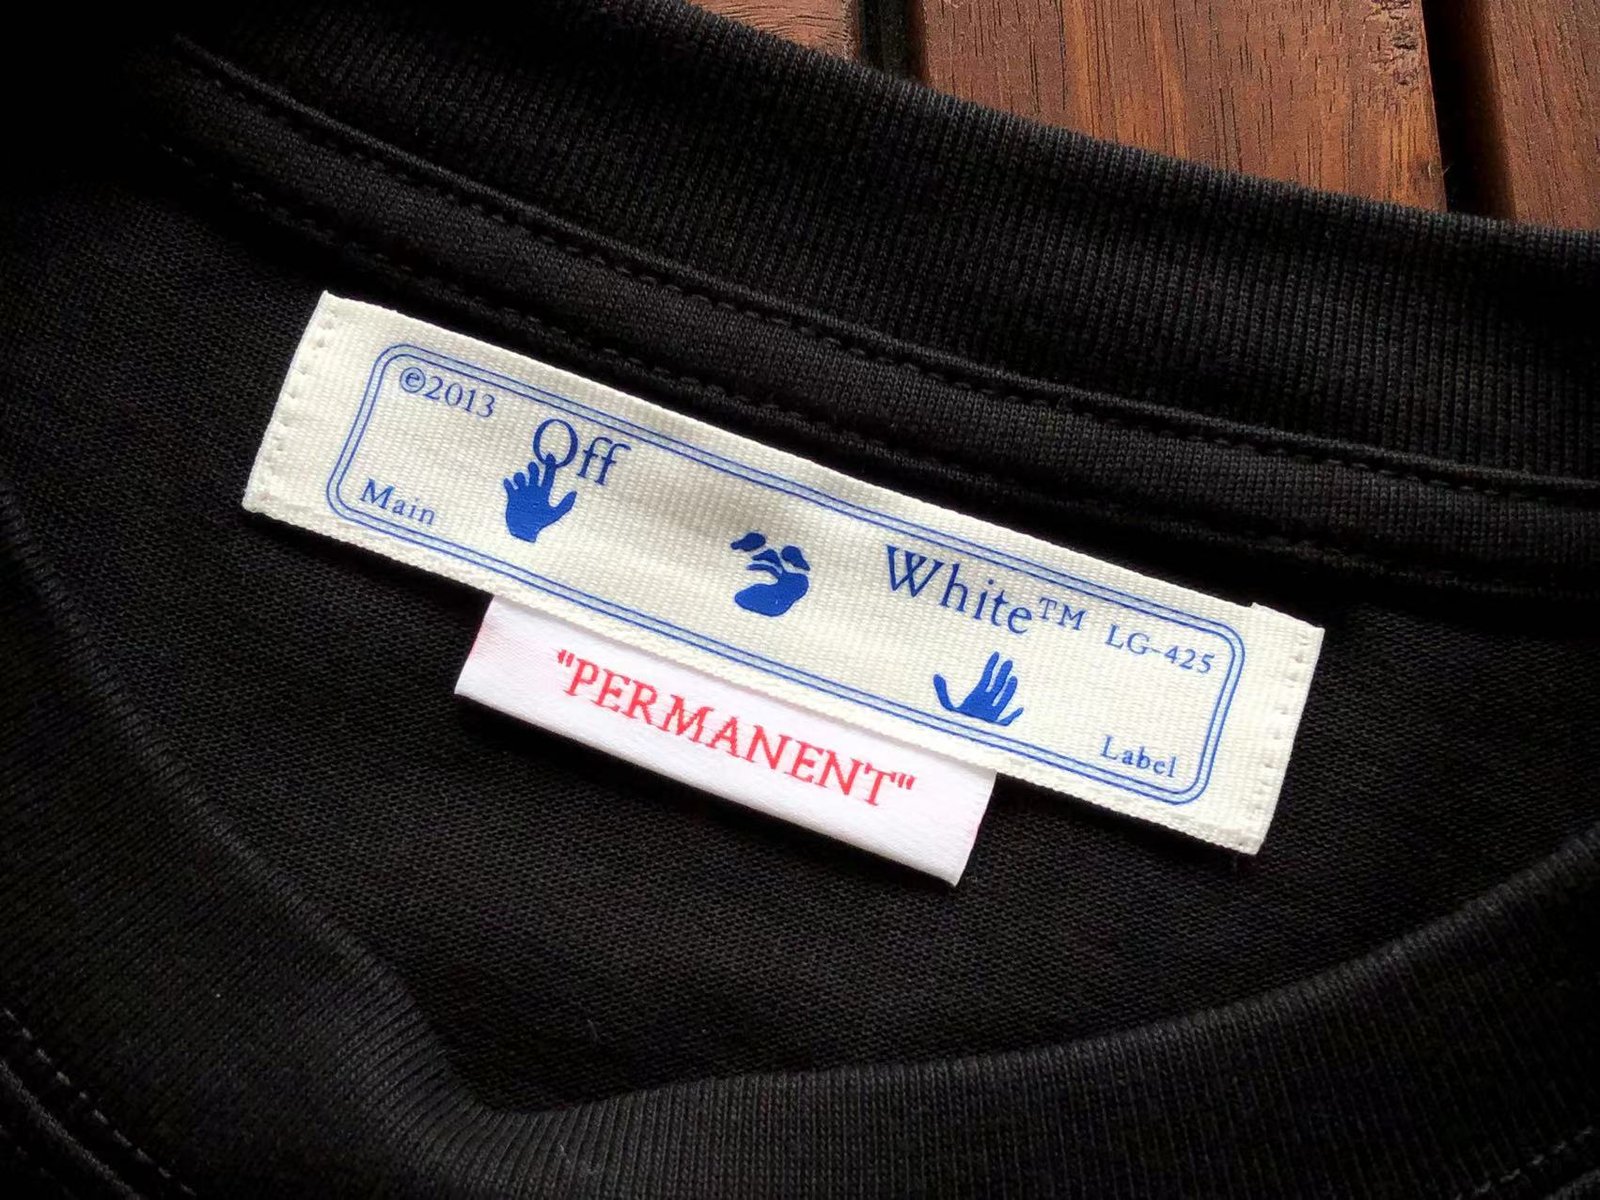 ©2013
Off
White™ LG-425
Main
Label
"PERMANENT"